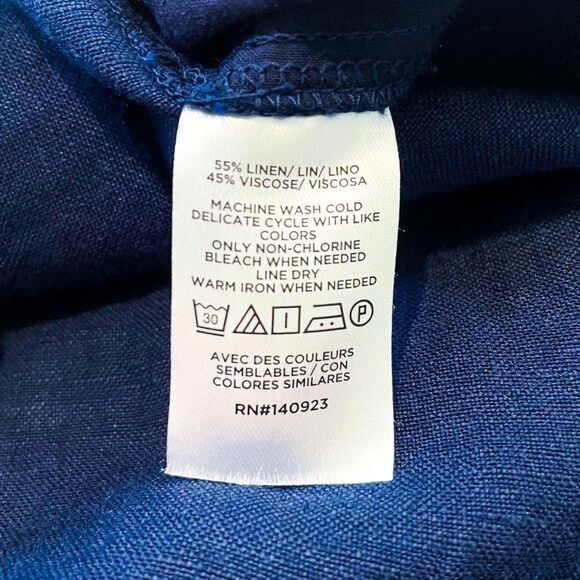 55% LINEN/ LIN/ LINO
45% VISCOSE/ VISCOSA
MACHINE WASH COLD
DELICATE CYCLE WITH LIKE
COLORS
ONLY NON-CHLORINE
BLEACH WHEN NEEDED
LINE DRY
WARM IRON WHEN NEEDED
30 P
AVEC DES COULEURS
SEMBLABLES / CON
COLORES SIMILARES
RN#140923